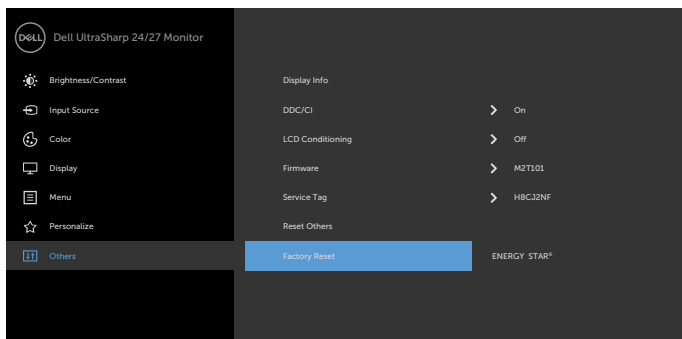 DELL Dell UltraSharp 24/27 Monitor
Brightness/Contrast Display Info
Input Source DDC/CI On
Color LCD Conditioning Off
Display Firmware M2T101
Menu Service Tag H8CJ2NF
Personalize Reset Others
Others Factory Reset ENERGY STAR®